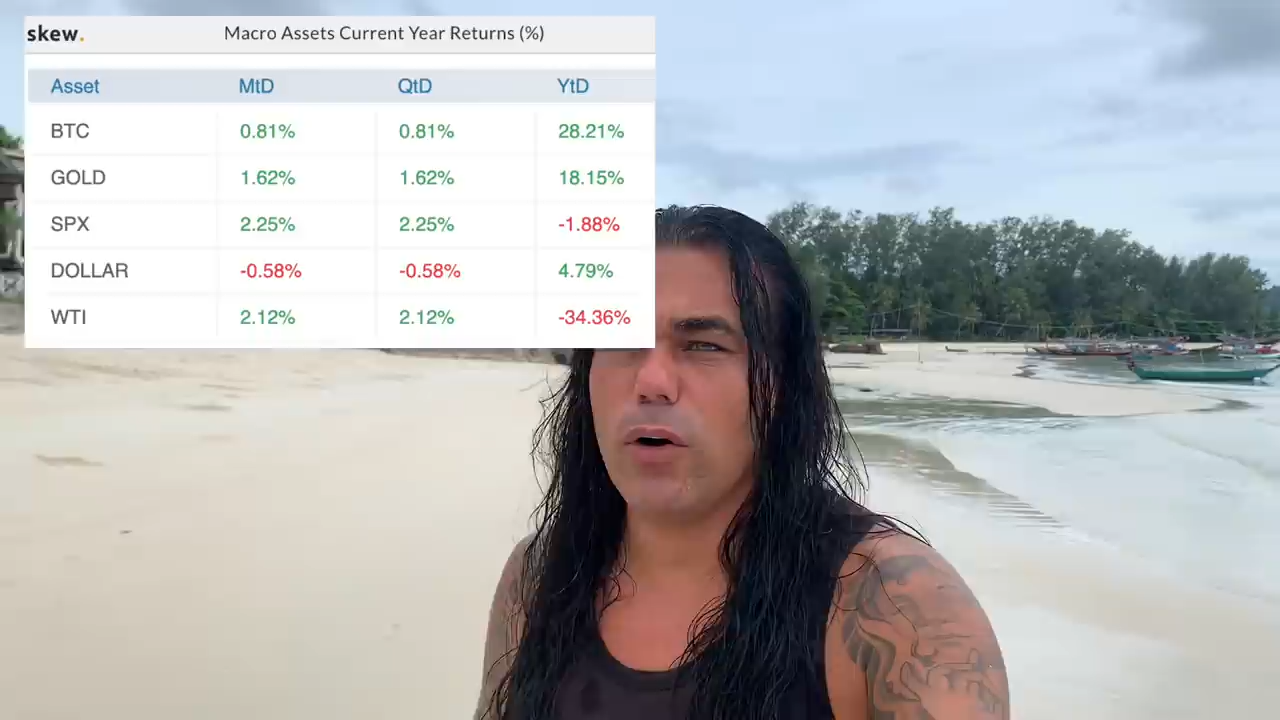 skew.
Macro Assets Current Year Returns (%)
Asset MtD QtD YtD
BTC 0.81% 0.81% 28.21%
GOLD 1.62% 1.62% 18.15%
SPX 2.25% 2.25% -1.88%
DOLLAR -0.58% -0.58% 4.79%
WTI 2.12% 2.12% -34.36%